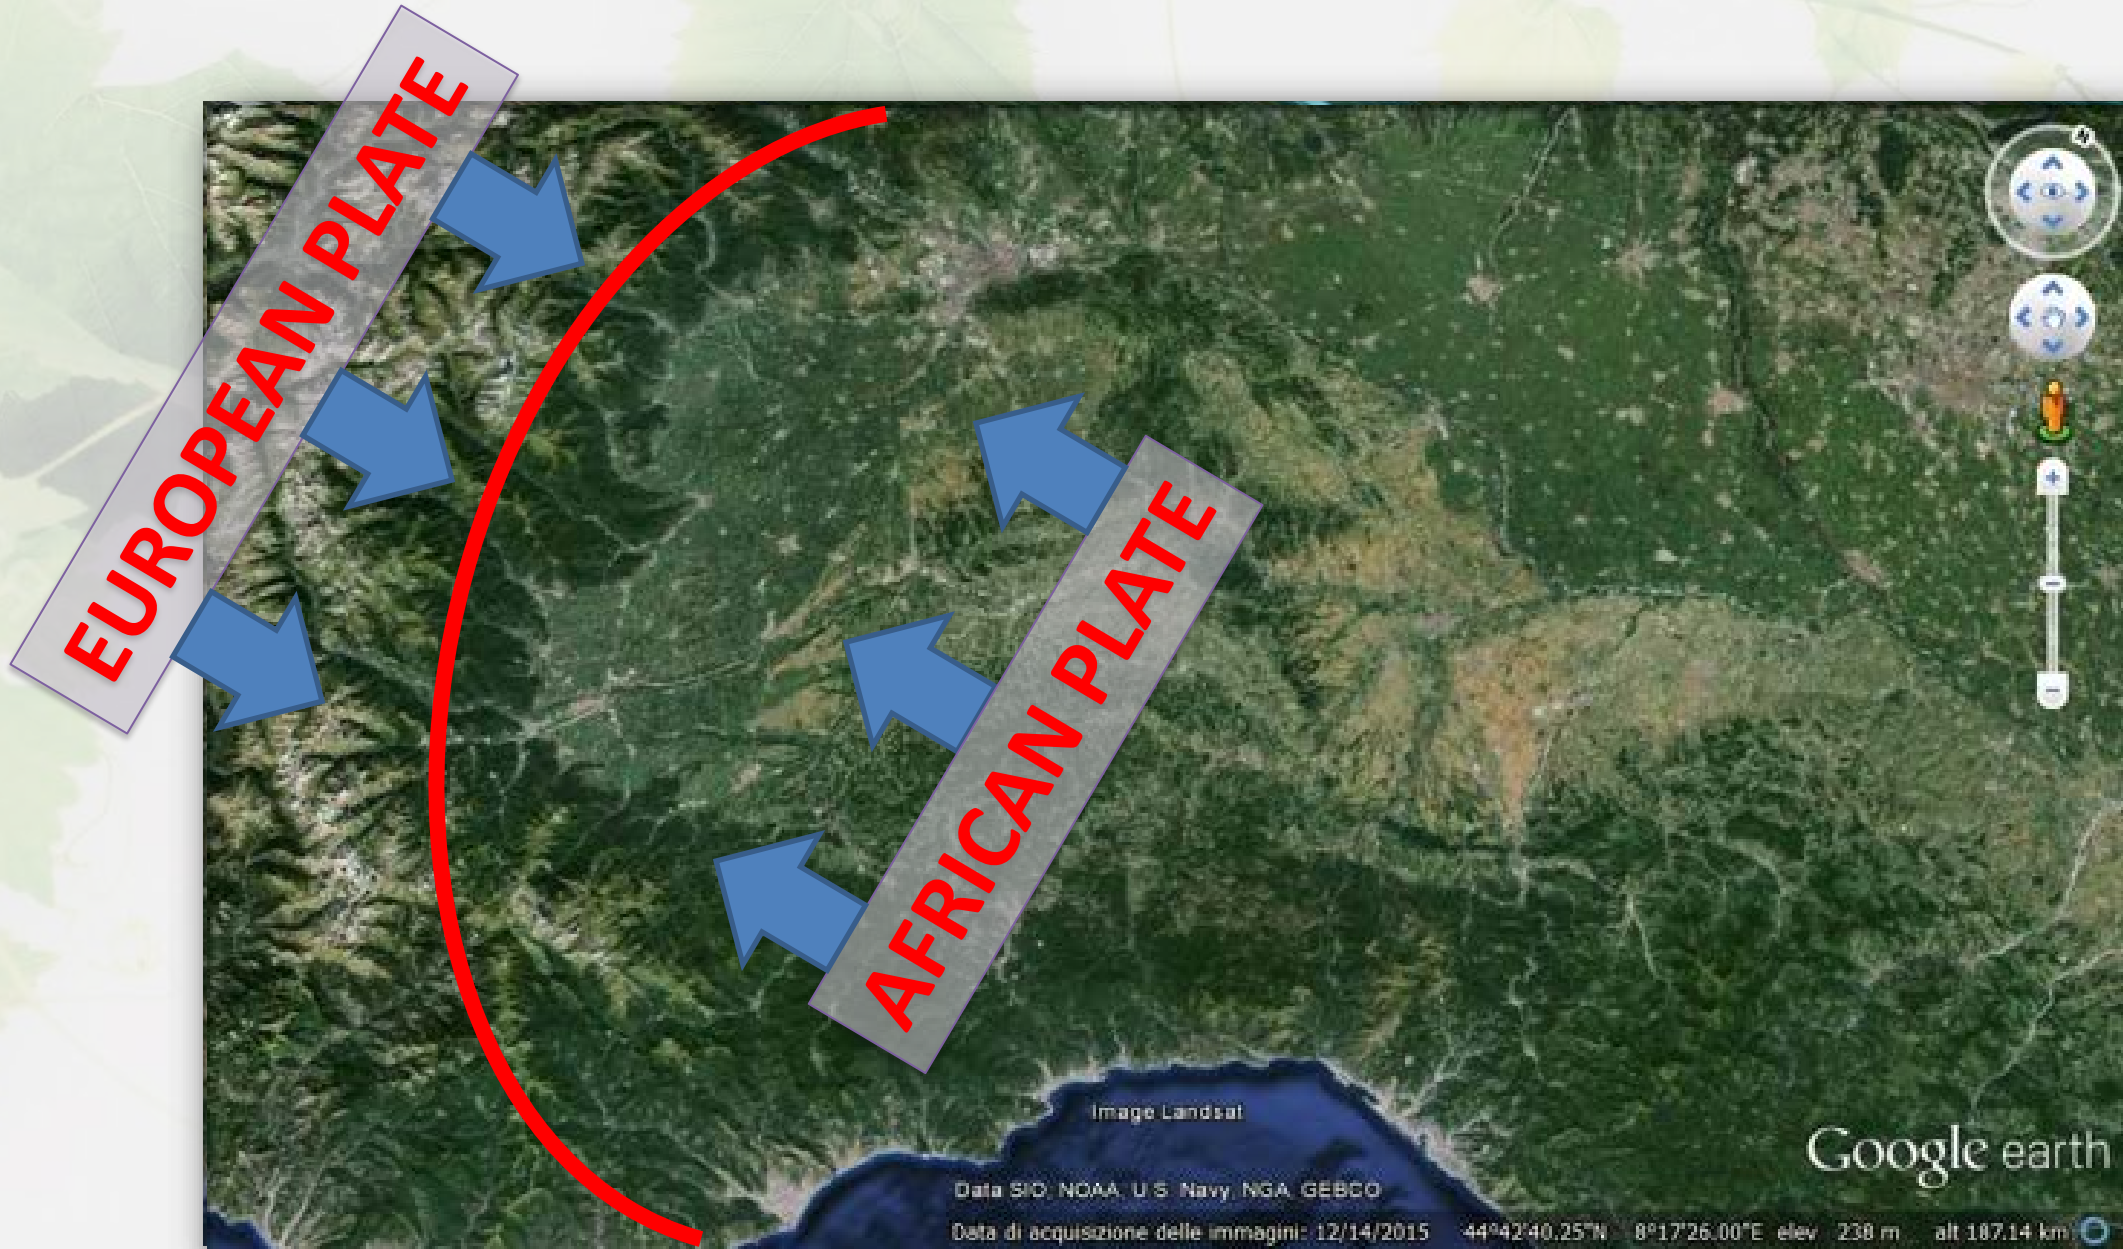 EUROPEAN PLATE
AFRICAN PLATE
Image Landsat
Google earth
Data SIO, NOAA, U.S. Navy, NGA, GEBCO
Data di acquisizione delle immagini: 12/14/2015 44°42'40.25"N 8°17'26.00"E elev 238 m alt 187.14 km